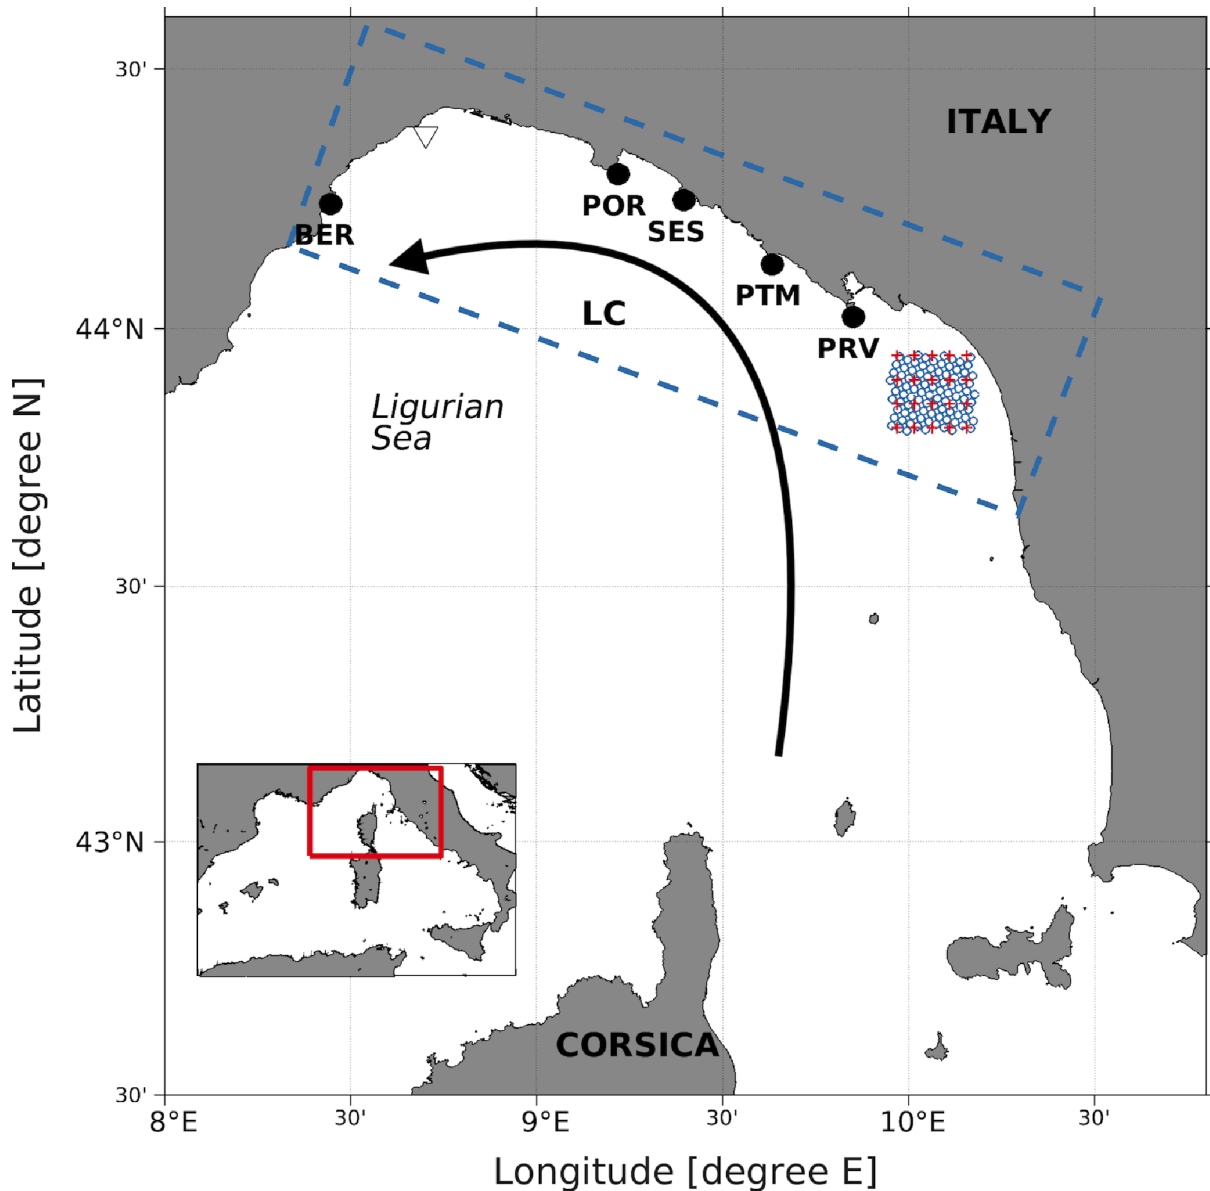 30'
ITALY
POR
SES
BER
PTM
LC
44°N
PRV
Ligurian
Sea
Latitude [degree N]
30'
43°N
CORSICA
30'
8°E
30'
9°E
30'
10°E
30'
Longitude [degree E]